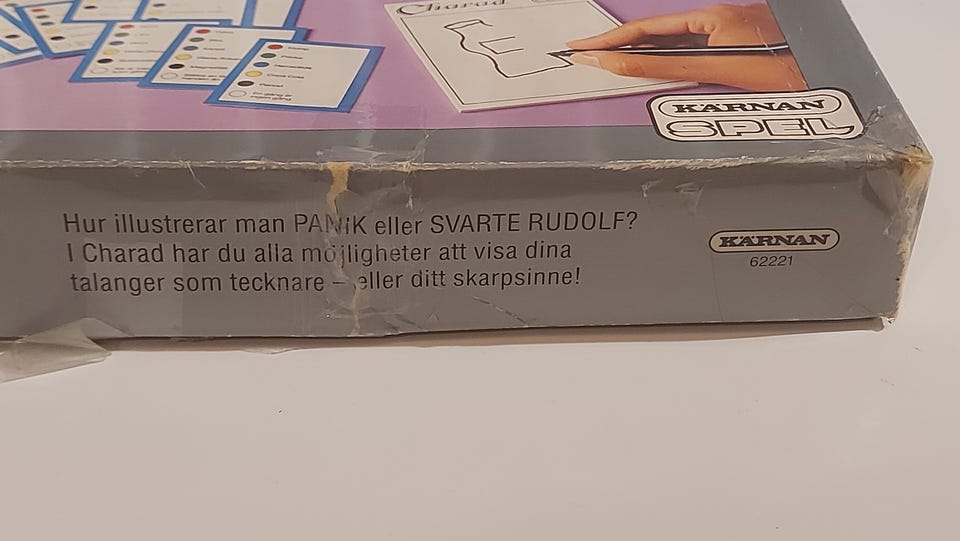 Charad
KÄRNAN
SPEL
Hur illustrerar man PANiK eller SVARTE RUDOLF?
I Charad har du alla möjligheter att visa dina
talanger som tecknare – eller ditt skarpsinne!
KÄRNAN
62221